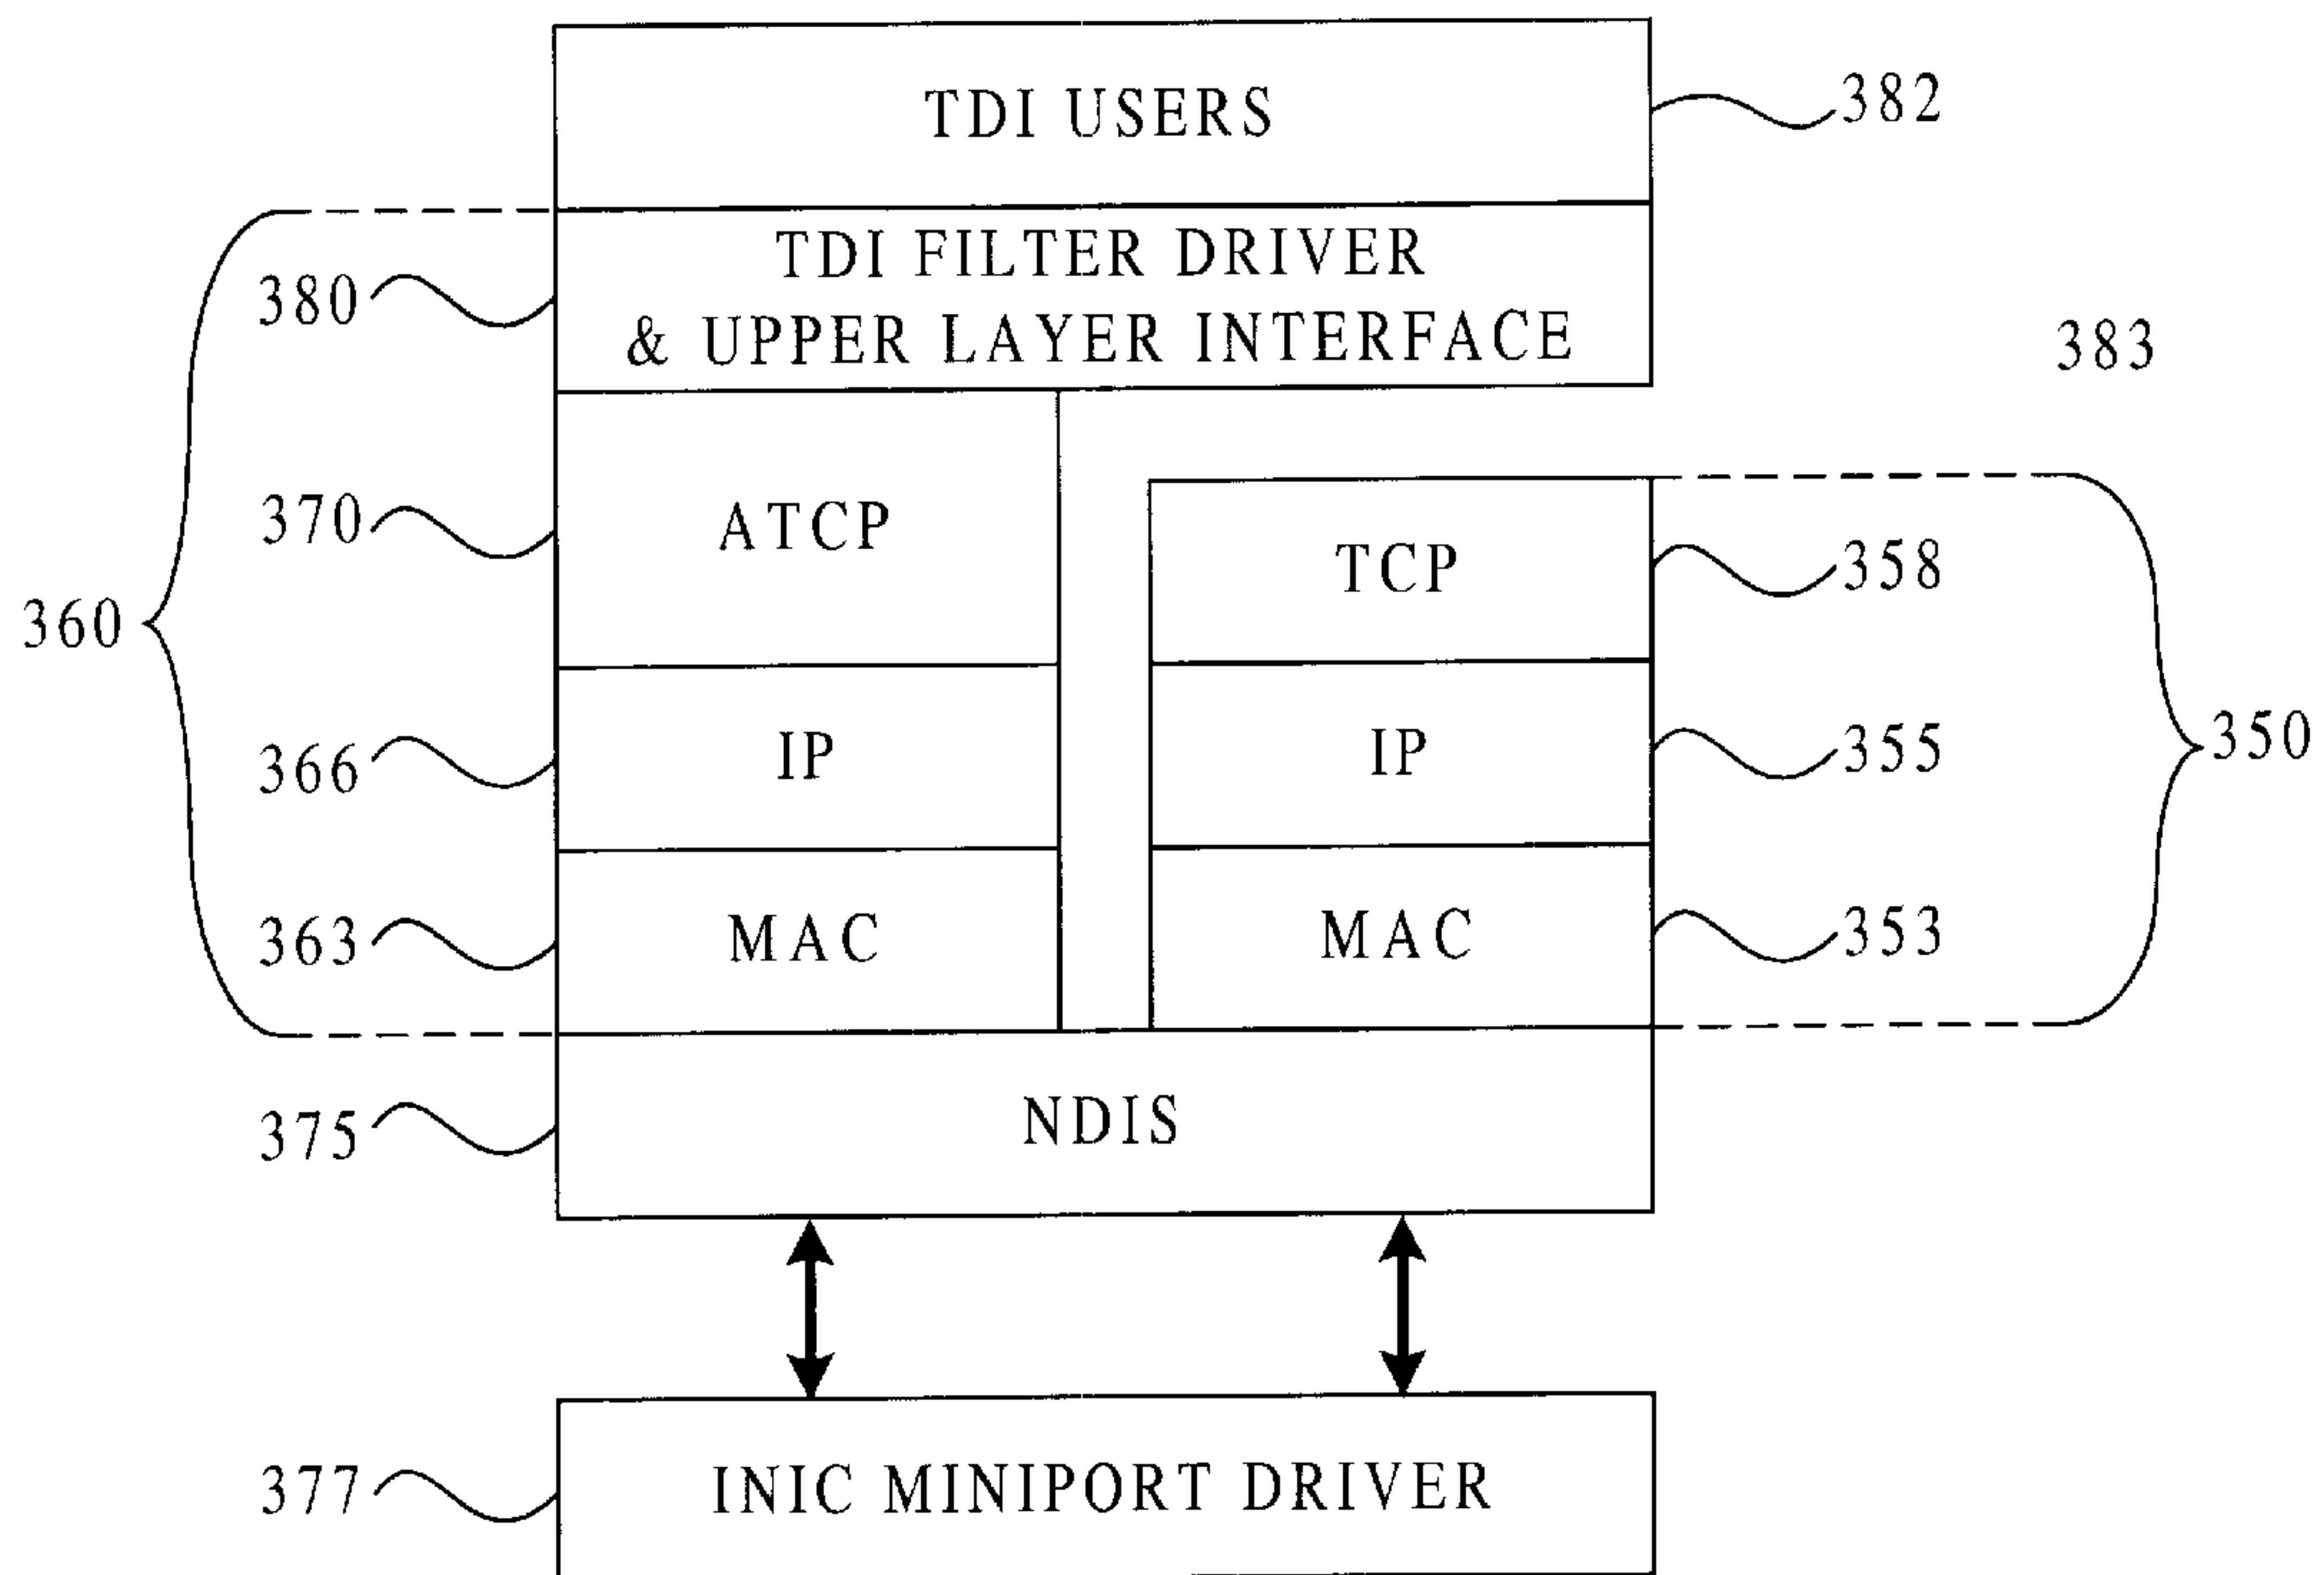 TDI USERS
382
TDI FILTER DRIVER
& UPPER LAYER INTERFACE
380
383
ATCP
370
TCP
358
360
IP
366
IP
355
350
MAC
363
MAC
353
NDIS
375
INIC MINIPORT DRIVER
377